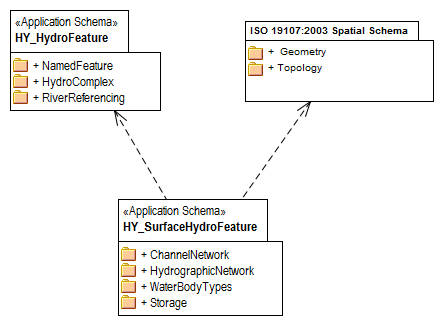 «Application Schema»
HY_HydroFeature
+ NamedFeature
+ HydroComplex
+ RiverReferencing
ISO 19107:2003 Spatial Schema
+ Geometry
+ Topology
«Application Schema»
HY_SurfaceHydroFeature
+ ChannelNetwork
+ HydrographicNetwork
+ WaterBodyTypes
+ Storage